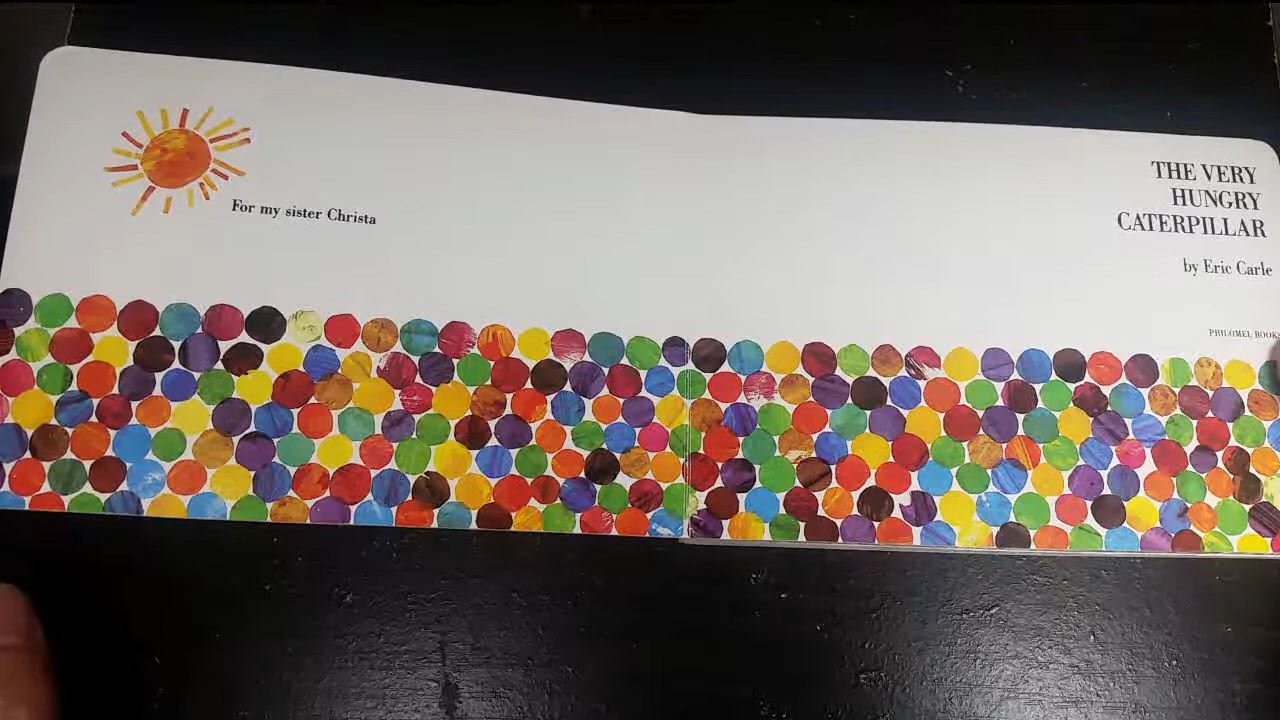 For my sister Christa
THE VERY
HUNGRY
CATERPILLAR
by Eric Carle
PHILOMEL BOOKS